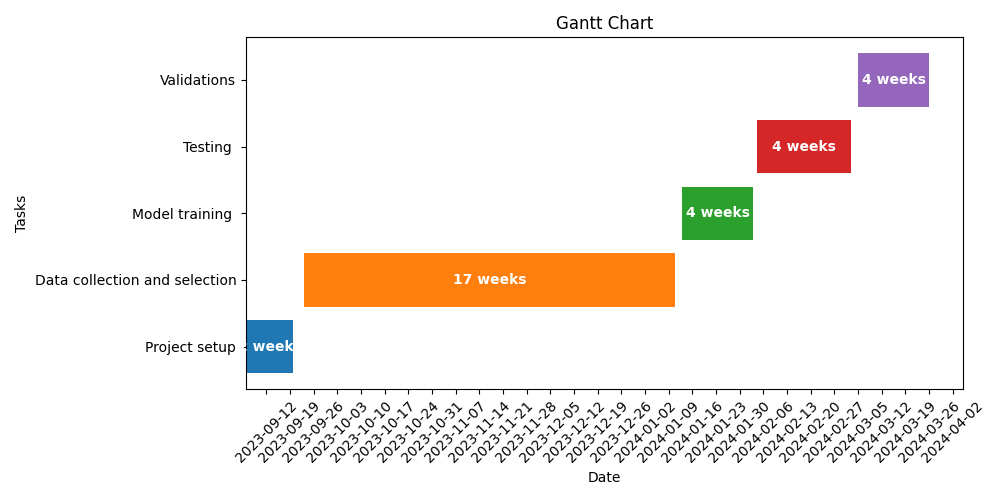 Gantt Chart
Validations
4 weeks
Testing
4 weeks
Tasks
Model training
4 weeks
Data collection and selection
17 weeks
Project setup
week
2023-09-12
2023-09-19
2023-09-26
2023-10-03
2023-10-10
2023-10-17
2023-10-24
2023-10-31
2023-11-07
2023-11-14
2023-11-21
2023-11-28
2023-12-05
2023-12-12
2023-12-19
2023-12-26
2024-01-02
2024-01-09
2024-01-16
2024-01-23
2024-01-30
2024-02-06
2024-02-13
2024-02-20
2024-02-27
2024-03-05
2024-03-12
2024-03-19
2024-03-26
2024-04-02
Date